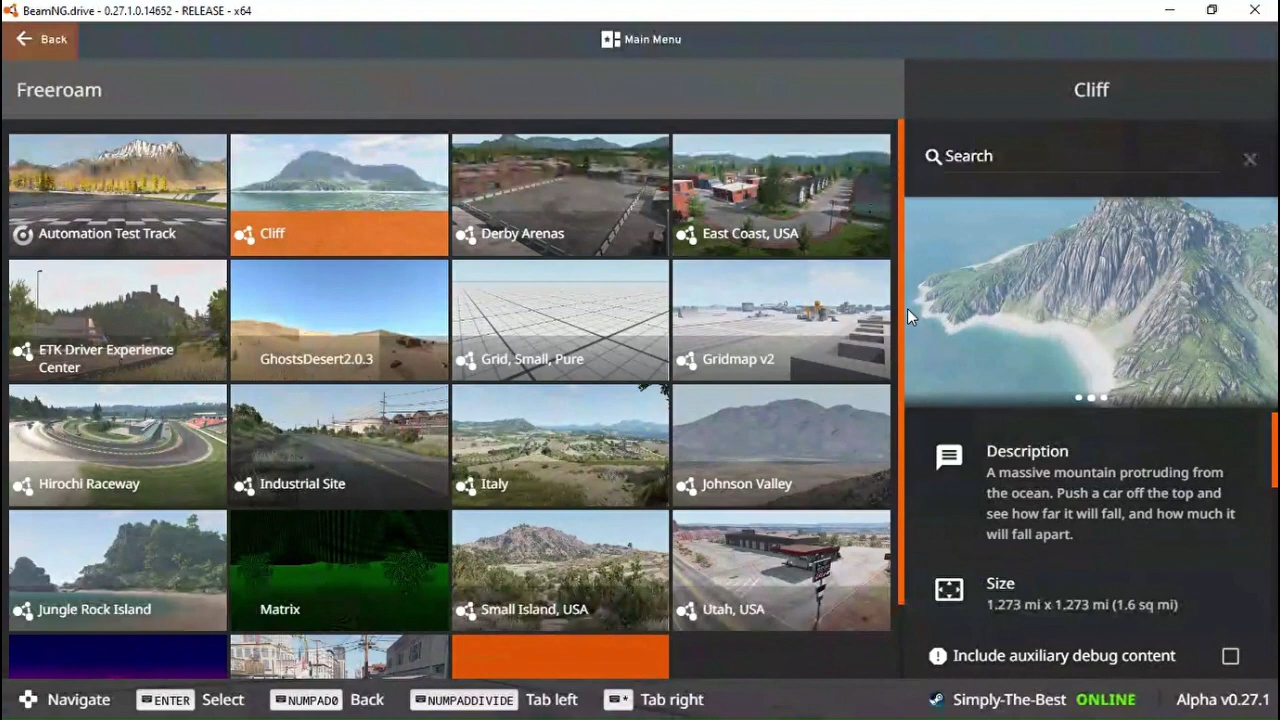 BeamNG.drive - 0.27.1.0.14652 - RELEASE - x64
Back
Main Menu
Freeroam
Cliff
Search
Automation Test Track
Cliff
Derby Arenas
East Coast, USA
ETK Driver Experience
Center
GhostsDesert2.0.3
Grid, Small, Pure
Gridmap v2
Hirochi Raceway
Industrial Site
Italy
Johnson Valley
Jungle Rock Island
Matrix
Small Island, USA
Utah, USA
Description
A massive mountain protruding from
the ocean. Push a car off the top and
see how far it will fall, and how much it
will fall apart.
Size
1.273 mi x 1.273 mi (1.6 sq mi)
Include auxiliary debug content
Navigate
ENTER Select
NUMPAD0 Back
NUMPADDIVIDE Tab left
* Tab right
Simply-The-Best ONLINE
Alpha v0.27.1